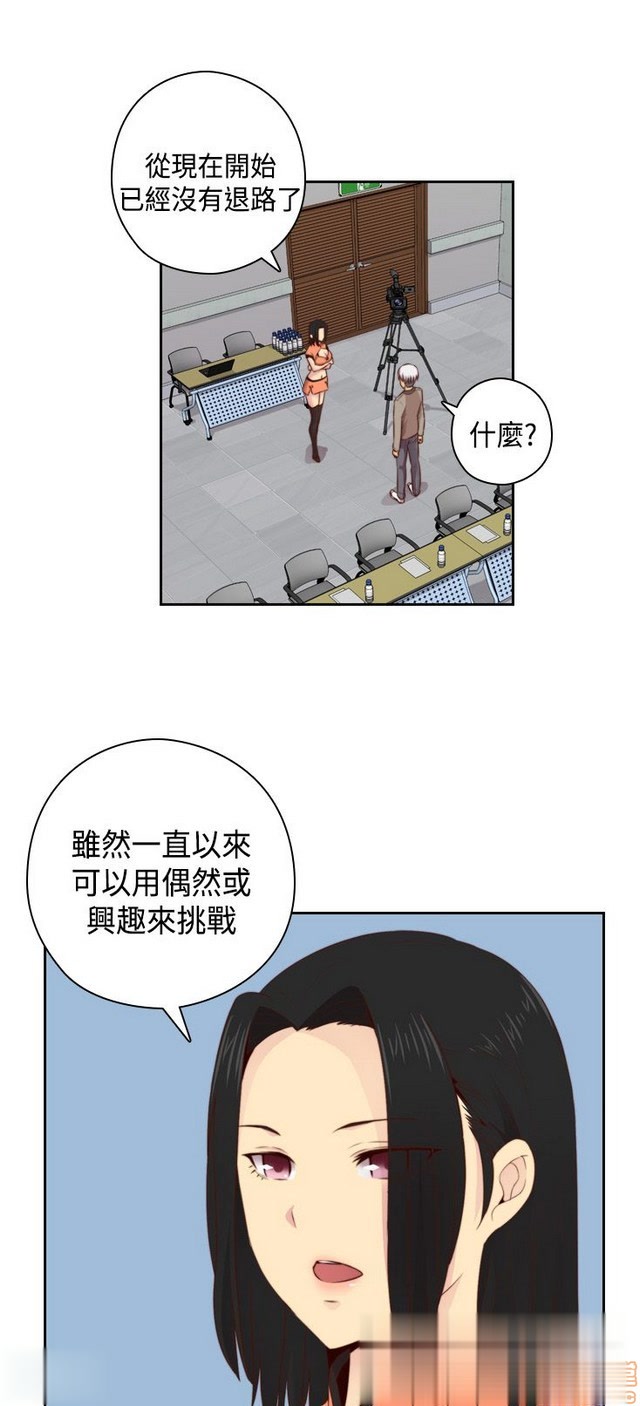 從現在開始
已經沒有退路了
什麼?
雖然一直以來
可以用偶然或
興趣來挑戰